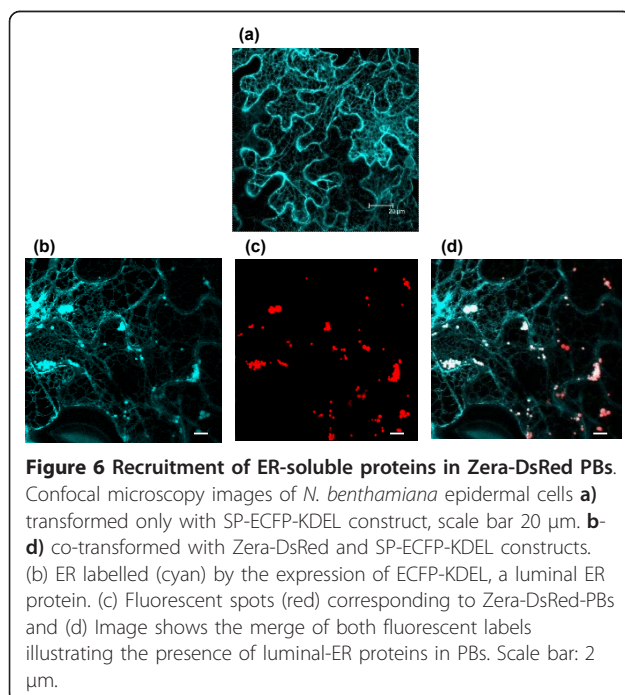 (a)
20 µm
(b)
(c)
(d)
Figure 6 Recruitment of ER-soluble proteins in Zera-DsRed PBs.
Confocal microscopy images of N. benthamiana epidermal cells a)
transformed only with SP-ECFP-KDEL construct, scale bar 20 μm. b-
d) co-transformed with Zera-DsRed and SP-ECFP-KDEL constructs.
(b) ER labelled (cyan) by the expression of ECFP-KDEL, a luminal ER
protein. (c) Fluorescent spots (red) corresponding to Zera-DsRed-PBs
and (d) Image shows the merge of both fluorescent labels
illustrating the presence of luminal-ER proteins in PBs. Scale bar: 2
μm.